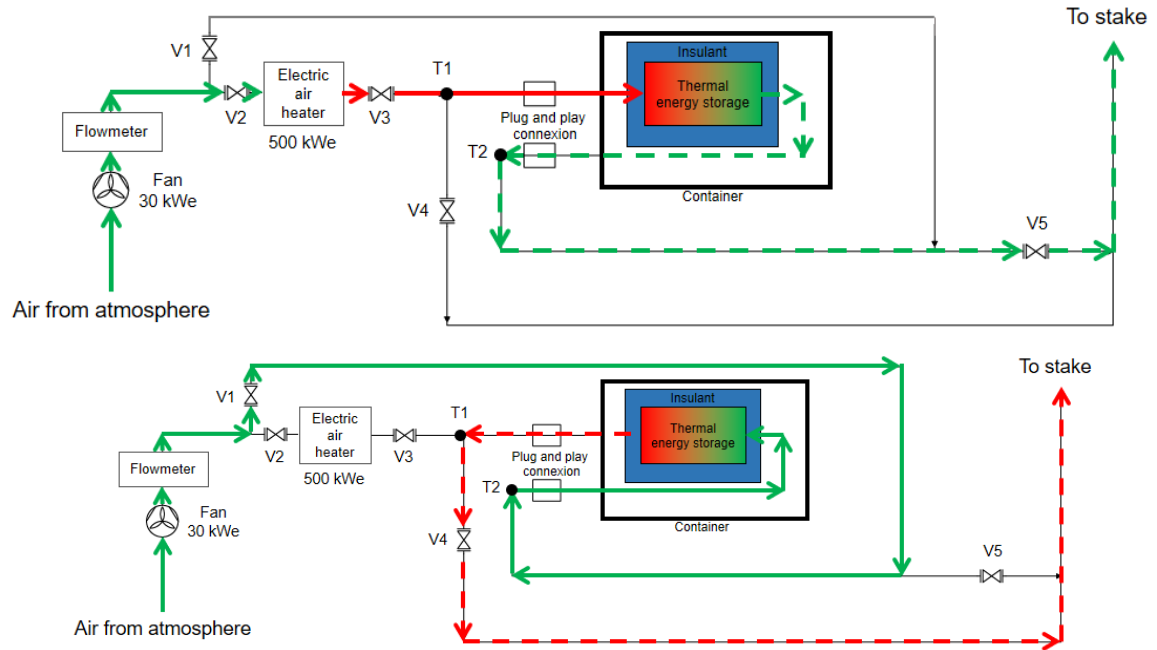 To stake
V1
Insulant
Electric
air
heater
T1
Thermal
energy storage
V2
V3
Flowmeter
500 kWe
Plug and play
connexion
T2
Fan
30 kWe
Container
V4
V5
Air from atmosphere
To stake
V1
Insulant
Electric
air
heater
T1
Thermal
energy storage
V2
V3
Flowmeter
Plug and play
connexion
500 kWe
T2
Fan
30 kWe
Container
V4
V5
Air from atmosphere